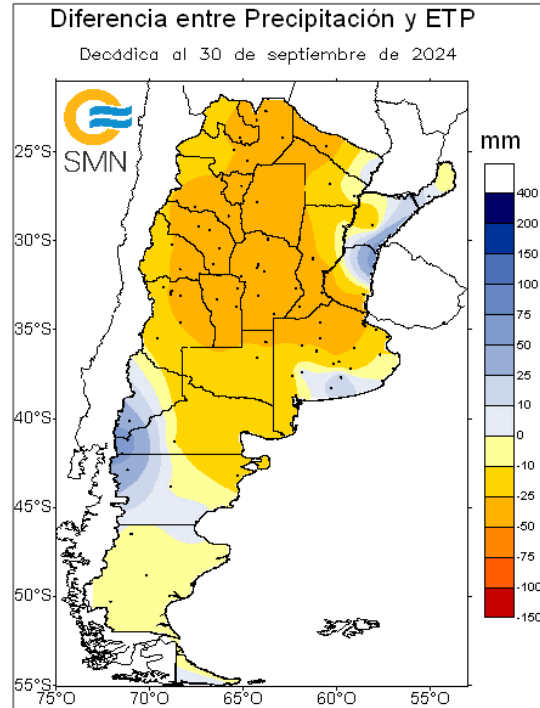 Diferencia entre Precipitación y ETP
Decádica al 30 de septiembre de 2024
SMN
mm
400
200
150
100
75
50
25
10
0
-10
-25
-50
-75
-100
-150
25°S
30°S
35°S
40°S
45°S
50°S
55°S
75°O
70°O
65°O
60°O
55°O